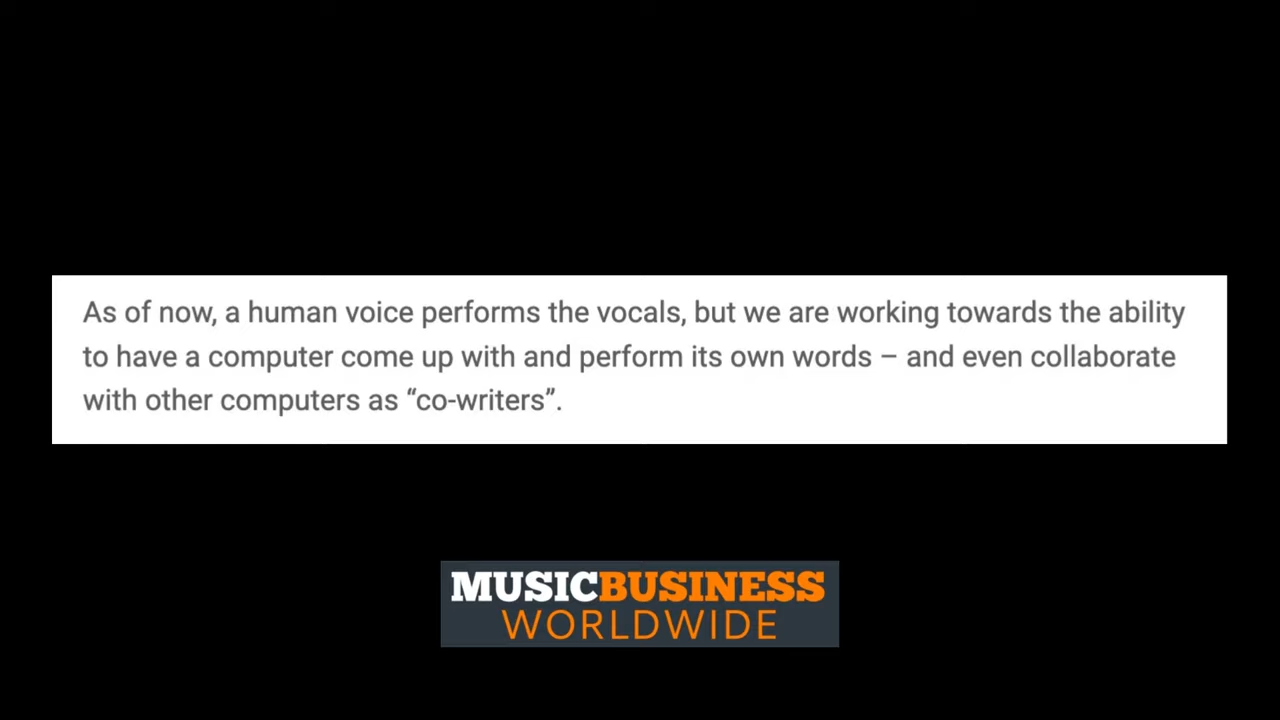 As of now, a human voice performs the vocals, but we are working towards the ability
to have a computer come up with and perform its own words – and even collaborate
with other computers as “co-writers”.
MUSICBUSINESS
WORLDWIDE